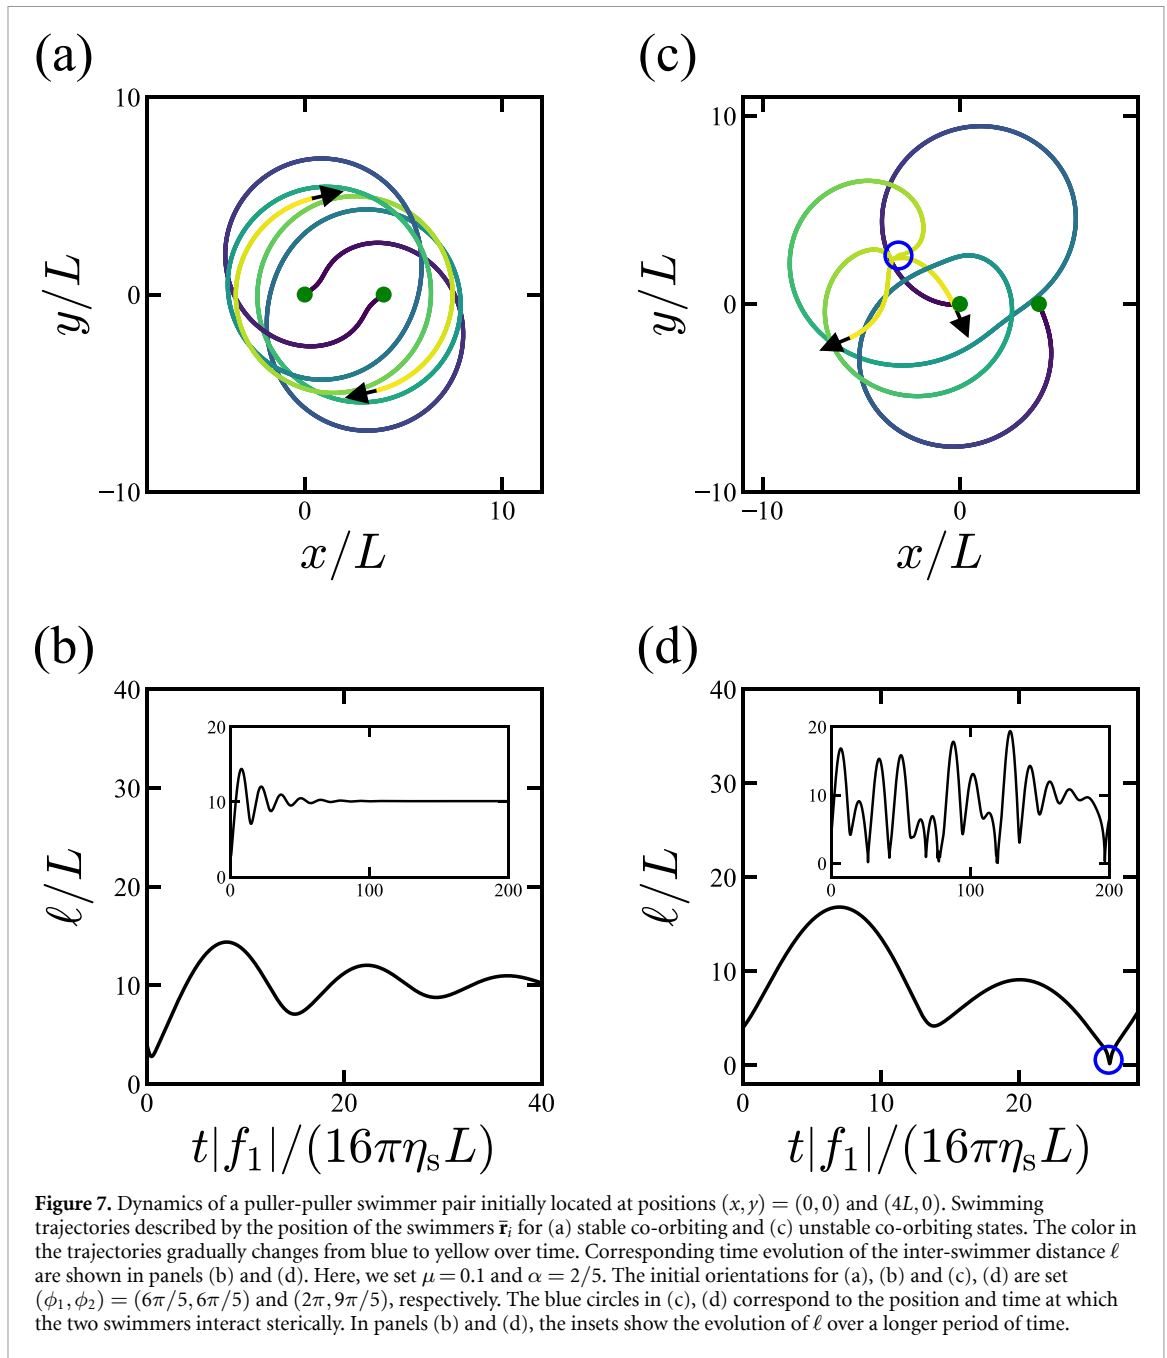 (a)
10
0
−10
y/L
0
10
x/L
(c)
10
0
−10
y/L
−10
0
x/L
(b)
40
30
20
10
0
ℓ/L
20
10
0
0
100
200
0
20
40
t|f₁|/(16πηₛL)
(d)
40
30
20
10
0
ℓ/L
20
10
0
0
100
200
0
10
20
t|f₁|/(16πηₛL)
Figure 7. Dynamics of a puller-puller swimmer pair initially located at positions (x,y) = (0,0) and (4L,0). Swimming
trajectories described by the position of the swimmers r̄ᵢ for (a) stable co-orbiting and (c) unstable co-orbiting states. The color in
the trajectories gradually changes from blue to yellow over time. Corresponding time evolution of the inter-swimmer distance ℓ
are shown in panels (b) and (d). Here, we set μ = 0.1 and α = 2/5. The initial orientations for (a), (b) and (c), (d) are set
(ϕ₁,ϕ₂) = (6π/5,6π/5) and (2π,9π/5), respectively. The blue circles in (c), (d) correspond to the position and time at which
the two swimmers interact sterically. In panels (b) and (d), the insets show the evolution of ℓ over a longer period of time.